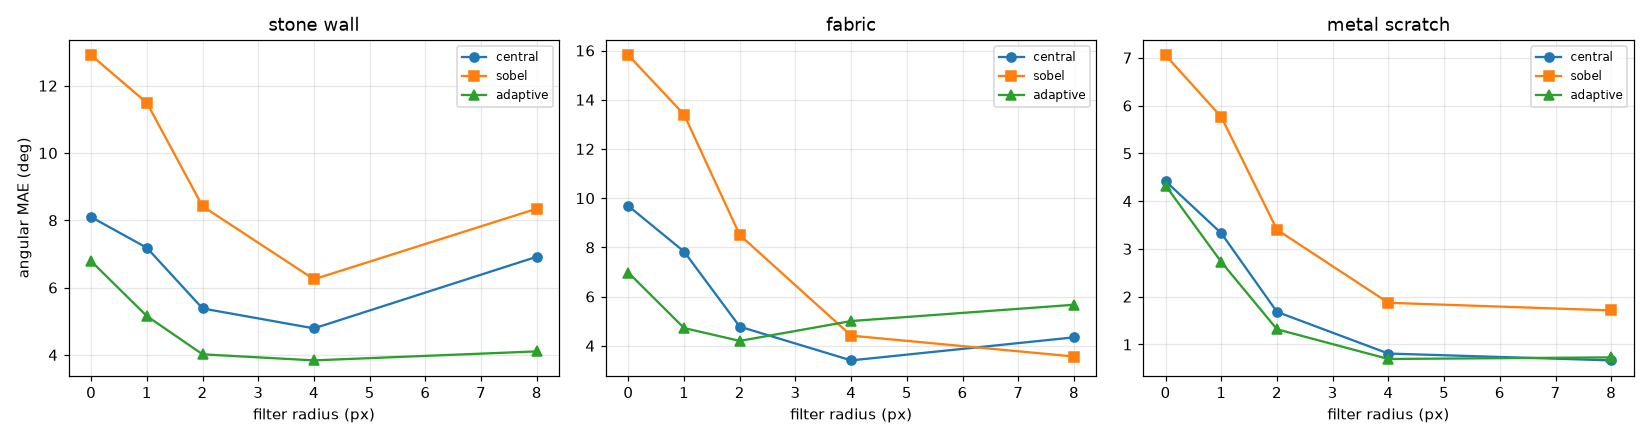 stone wall
central
sobel
adaptive
angular MAE (deg)
12
10
8
6
4
0 1 2 3 4 5 6 7 8
filter radius (px)
fabric
central
sobel
adaptive
16
14
12
10
8
6
4
0 1 2 3 4 5 6 7 8
filter radius (px)
metal scratch
central
sobel
adaptive
7
6
5
4
3
2
1
0 1 2 3 4 5 6 7 8
filter radius (px)